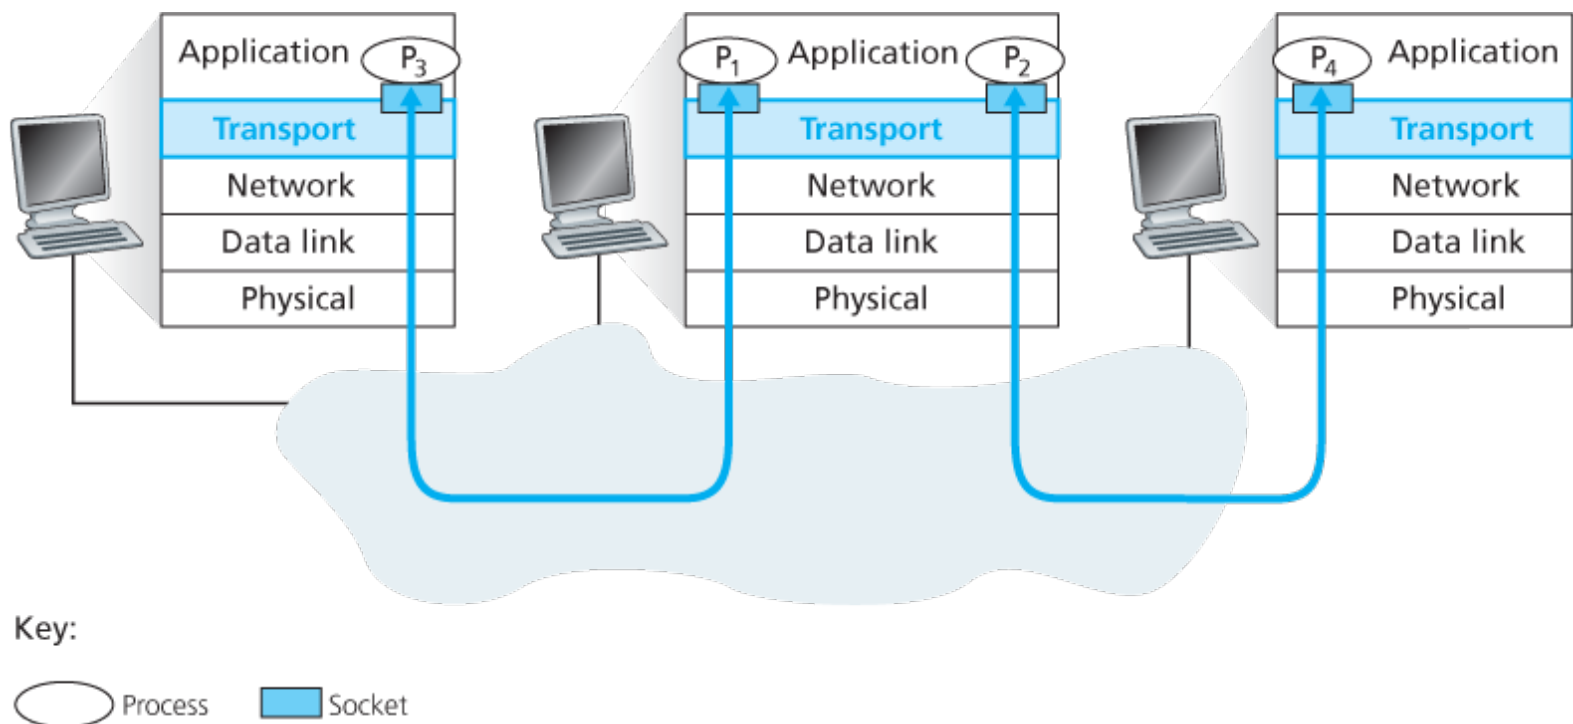 Application P3
Transport
Network
Data link
Physical
P1 Application P2
Transport
Network
Data link
Physical
P4 Application
Transport
Network
Data link
Physical
Key:
Process
Socket